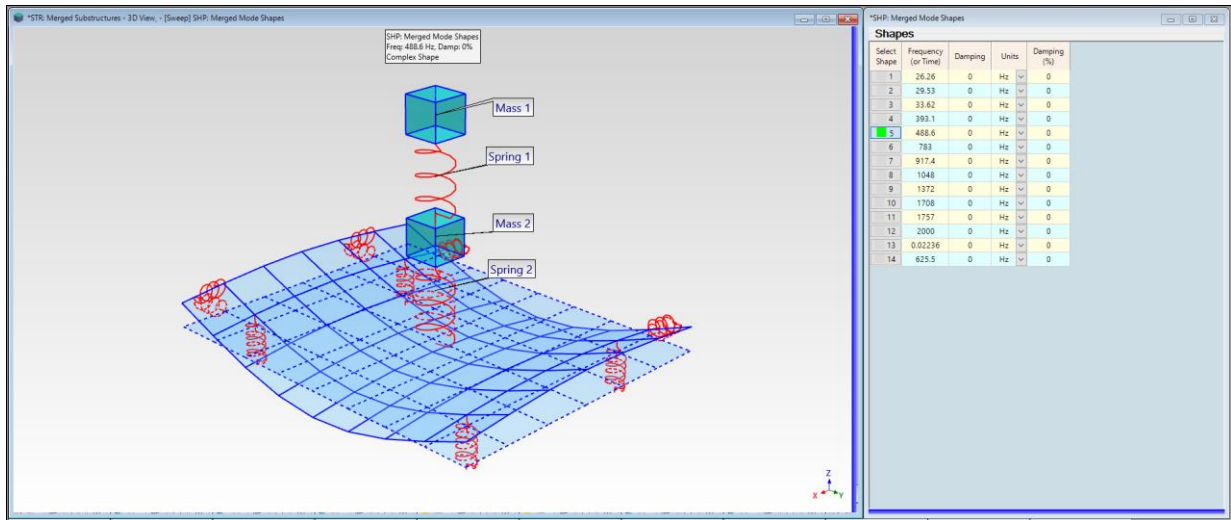 *STR: Merged Substructures - 3D View, - [Sweep] SHP: Merged Mode Shapes
SHP: Merged Mode Shapes
Freq: 488.6 Hz, Damp: 0%
Complex Shape
Mass 1
Spring 1
Mass 2
Spring 2
Z
X
Y
*SHP: Merged Mode Shapes
Shapes
Select Shape Frequency (or Time) Damping Units Damping (%)
1 26.26 0 Hz 0
2 29.53 0 Hz 0
3 33.62 0 Hz 0
4 393.1 0 Hz 0
5 488.6 0 Hz 0
6 783 0 Hz 0
7 917.4 0 Hz 0
8 1048 0 Hz 0
9 1372 0 Hz 0
10 1708 0 Hz 0
11 1757 0 Hz 0
12 2000 0 Hz 0
13 0.02236 0 Hz 0
14 625.5 0 Hz 0